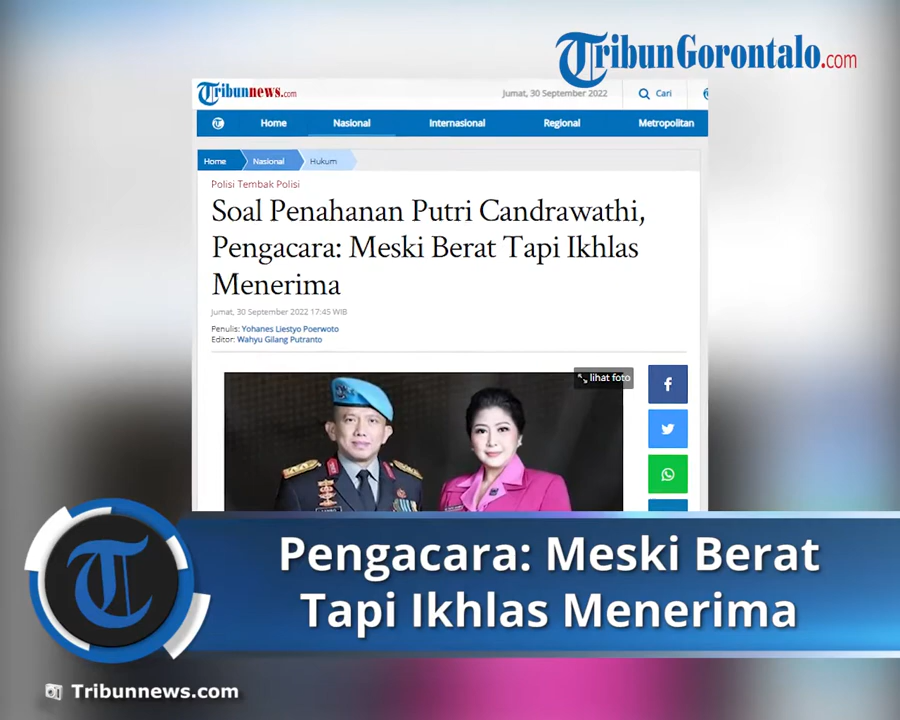 TribunGorontalo.com
Tribunnews.com
Jumat, 30 September 2022
Cari
Home
Nasional
Internasional
Regional
Metropolitan
Home
Nasional
Hukum
Polisi Tembak Polisi
Soal Penahanan Putri Candrawathi,
Pengacara: Meski Berat Tapi Ikhlas
Menerima
Jumat, 30 September 2022 17:45 WIB
Penulis: Yohanes Liestyo Poerwoto
Editor: Wahyu Gilang Putranto
lihat foto
Pengacara: Meski Berat
Tapi Ikhlas Menerima
Tribunnews.com